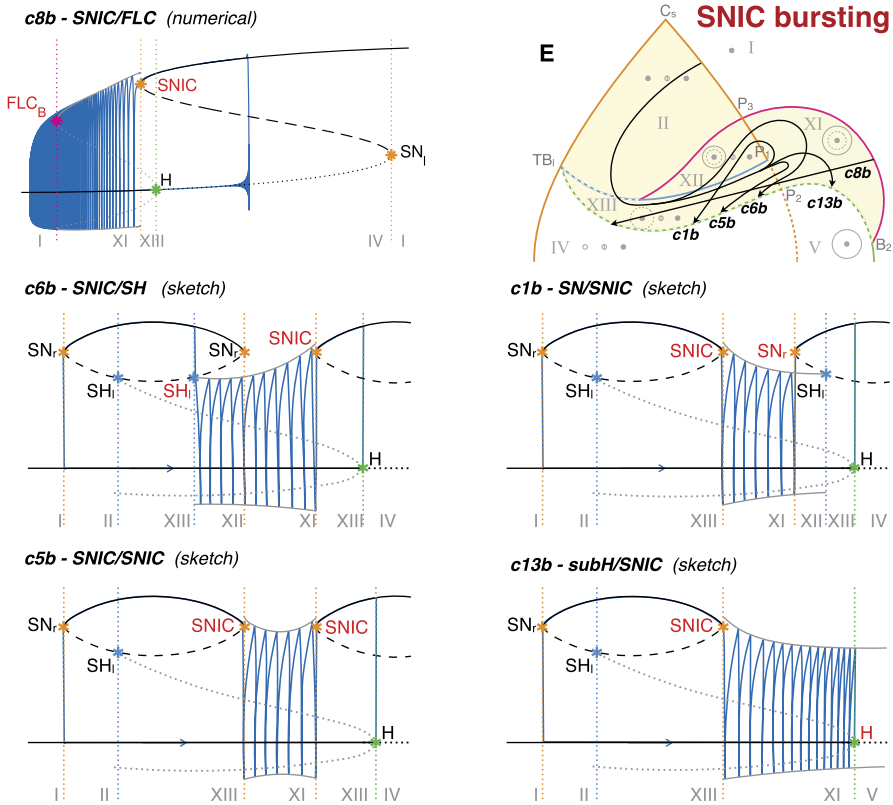 c8b - SNIC/FLC (numerical)
SNIC bursting
FLC_B
SNIC
SN_l
H
I XI XIII IV I
E
C_s
I
II
P_3
XI
TB_l
P_1
XII
XIII
c8b
P_2
c13b
c6b
c5b
c1b
IV
V
B_2
c6b - SNIC/SH (sketch)
SN_r
SH_l
SH_l
SN_r
SNIC
H
I II XIII XII XI XIII IV
c1b - SN/SNIC (sketch)
SN_r
SH_l
SNIC
SN_r
SH_l
H
I II XIII XI XII XIII IV
c5b - SNIC/SNIC (sketch)
SN_r
SH_l
SNIC
SNIC
H
I II XIII XI XIII IV
c13b - subH/SNIC (sketch)
SN_r
SH_l
SNIC
H
I II XIII XI V